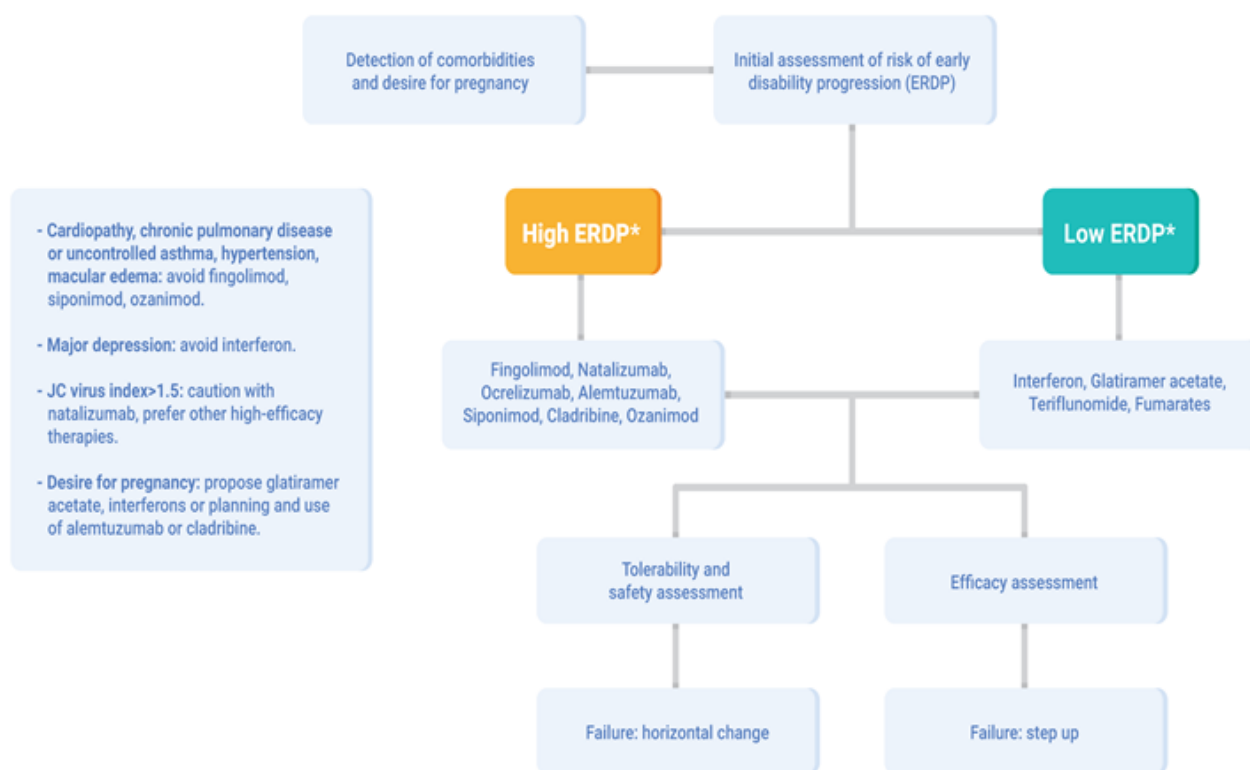 Detection of comorbidities
and desire for pregnancy
Initial assessment of risk of early
disability progression (ERDP)
- Cardiopathy, chronic pulmonary disease
or uncontrolled asthma, hypertension,
macular edema: avoid fingolimod,
siponimod, ozanimod.
- Major depression: avoid interferon.
- JC virus index>1.5: caution with
natalizumab, prefer other high-efficacy
therapies.
- Desire for pregnancy: propose glatiramer
acetate, interferons or planning and use
of alemtuzumab or cladribine.
High ERDP*
Low ERDP*
Fingolimod, Natalizumab,
Ocrelizumab, Alemtuzumab,
Siponimod, Cladribine, Ozanimod
Interferon, Glatiramer acetate,
Teriflunomide, Fumarates
Tolerability and
safety assessment
Efficacy assessment
Failure: horizontal change
Failure: step up